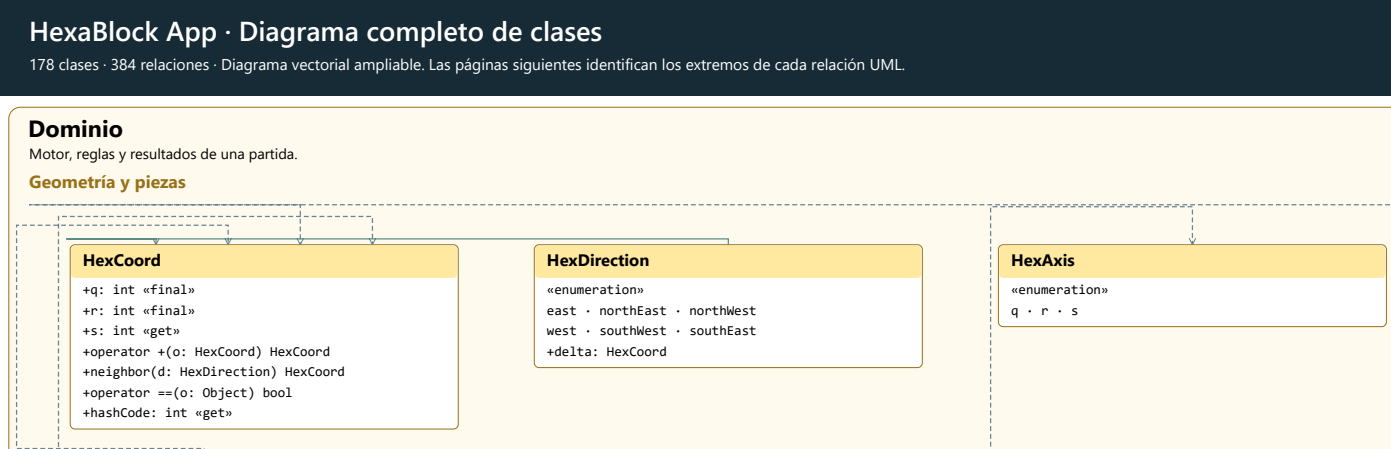 HexaBlock App · Diagrama completo de clases
178 clases · 384 relaciones · Diagrama vectorial ampliable. Las páginas siguientes identifican los extremos de cada relación UML.
Dominio
Motor, reglas y resultados de una partida.
Geometría y piezas
HexCoord
+q: int «final»
+r: int «final»
+s: int «get»
+operator +(o: HexCoord) HexCoord
+neighbor(d: HexDirection) HexCoord
+operator ==(o: Object) bool
+hashCode: int «get»
HexDirection
«enumeration»
east · northEast · northWest
west · southWest · southEast
+delta: HexCoord
HexAxis
«enumeration»
q · r · s